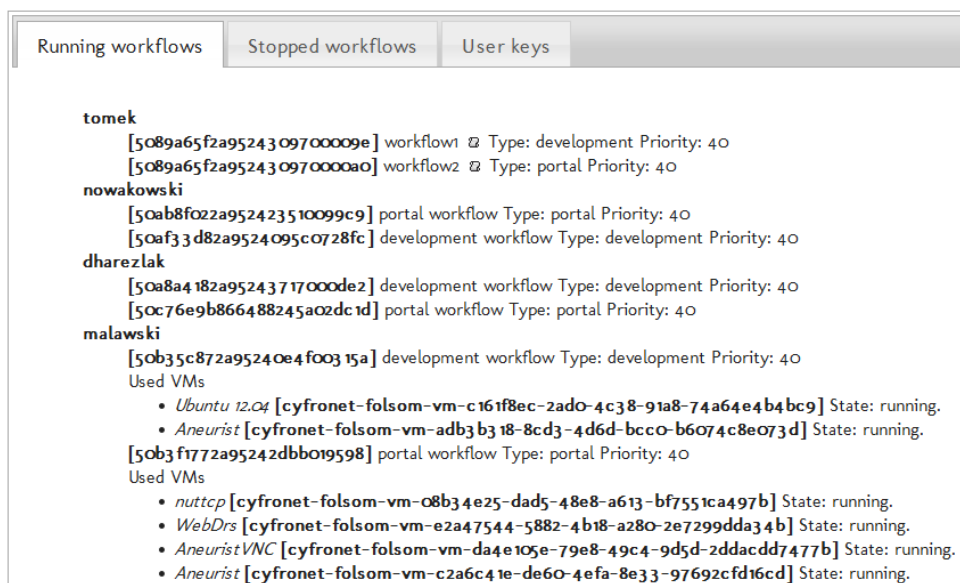 Running workflows Stopped workflows User keys
tomek
[5089a65f2a9524309700009e] workflow1 Type: development Priority: 40
[5089a65f2a952430970000a0] workflow2 Type: portal Priority: 40
nowakowski
[50ab8f022a952423510099c9] portal workflow Type: portal Priority: 40
[50af33d82a9524095c0728fc] development workflow Type: development Priority: 40
dharezlak
[50a8a4182a95243717000de2] development workflow Type: development Priority: 40
[50c76e9b866488245a02dc1d] portal workflow Type: portal Priority: 40
malawski
[50b35c872a95240e4f00315a] development workflow Type: development Priority: 40
Used VMs
• Ubuntu 12.04 [cyfronet-folsom-vm-c161f8ec-2ad0-4c38-91a8-74a64e4b4bc9] State: running.
• Aneurist [cyfronet-folsom-vm-adb3b318-8cd3-4d6d-bcc0-b6074c8e073d] State: running.
[50b3f1772a95242dbb019598] portal workflow Type: portal Priority: 40
Used VMs
• nuttcp [cyfronet-folsom-vm-08b34e25-dad5-48e8-a613-bf7551ca497b] State: running.
• WebDrs [cyfronet-folsom-vm-e2a47544-5882-4b18-a280-2e7299dda34b] State: running.
• AneuristVNC [cyfronet-folsom-vm-da4e105e-79e8-49c4-9d5d-2ddacdd7477b] State: running.
• Aneurist [cyfronet-folsom-vm-c2a6c41e-de60-4efa-8e33-97692cfd16cd] State: running.